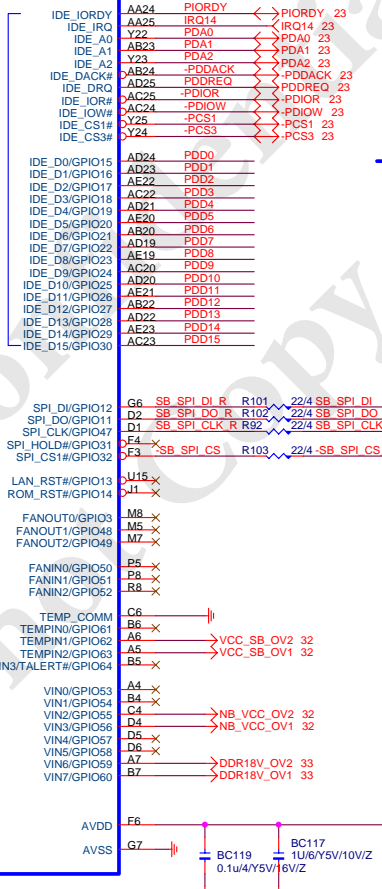 IDE_IORDY AA24 PIORDY PIORDY 23
IDE_IRQ AA25 IRQ14 IRQ14 23
IDE_A0 Y22 PDA0 PDA0 23
IDE_A1 AB23 PDA1 PDA1 23
IDE_A2 Y23 PDA2 PDA2 23
IDE_DACK# AB24 -PDDACK -PDDACK 23
IDE_DRQ AD25 PDDREQ PDDREQ 23
IDE_IOR# AC25 -PDIOR -PDIOR 23
IDE_IOW# AC24 -PDIOW -PDIOW 23
IDE_CS1# Y25 -PCS1 -PCS1 23
IDE_CS3# Y24 -PCS3 -PCS3 23
IDE_D0/GPIO15 AD24 PDD0
IDE_D1/GPIO16 AD23 PDD1
IDE_D2/GPIO17 AE22 PDD2
IDE_D3/GPIO18 AC22 PDD3
IDE_D4/GPIO19 AD21 PDD4
IDE_D5/GPIO20 AE20 PDD5
IDE_D6/GPIO21 AB20 PDD6
IDE_D7/GPIO22 AD19 PDD7
IDE_D8/GPIO23 AE19 PDD8
IDE_D9/GPIO24 AC20 PDD9
IDE_D10/GPIO25 AD20 PDD10
IDE_D11/GPIO26 AE21 PDD11
IDE_D12/GPIO27 AB22 PDD12
IDE_D13/GPIO28 AD22 PDD13
IDE_D14/GPIO29 AE23 PDD14
IDE_D15/GPIO30 AC23 PDD15
SPI_DI/GPIO12 G6 SB_SPI_DI_R R101 22/4 SB_SPI_DI
SPI_DO/GPIO11 D2 SB_SPI_DO_R R102 22/4 SB_SPI_DO
SPI_CLK/GPIO47 D1 SB_SPI_CLK_R R92 22/4 SB_SPI_CLK
SPI_HOLD#/GPIO31 F4
SPI_CS1#/GPIO32 F3 -SB_SPI_CS R103 22/4 -SB_SPI_CS
LAN_RST#/GPIO13 U15
ROM_RST#/GPIO14 J1
FANOUT0/GPIO3 M8
FANOUT1/GPIO48 M5
FANOUT2/GPIO49 M7
FANIN0/GPIO50 P5
FANIN1/GPIO51 P8
FANIN2/GPIO52 R8
TEMP_COMM C6
TEMPIN0/GPIO61 B6
TEMPIN1/GPIO62 A6 VCC_SB_OV2 32
TEMPIN2/GPIO63 A5 VCC_SB_OV1 32
IN3/TALERT#/GPIO64 B5
VIN0/GPIO53 A4
VIN1/GPIO54 B4
VIN2/GPIO55 C4 NB_VCC_OV2 32
VIN3/GPIO56 D4 NB_VCC_OV1 32
VIN4/GPIO57 D5
VIN5/GPIO58 D6
VIN6/GPIO59 A7 DDR18V_OV2 33
VIN7/GPIO60 B7 DDR18V_OV1 33
AVDD F6
AVSS G7
BC119
0.1u/4/Y5V/16V/Z
BC117
1U/6/Y5V/10V/Z